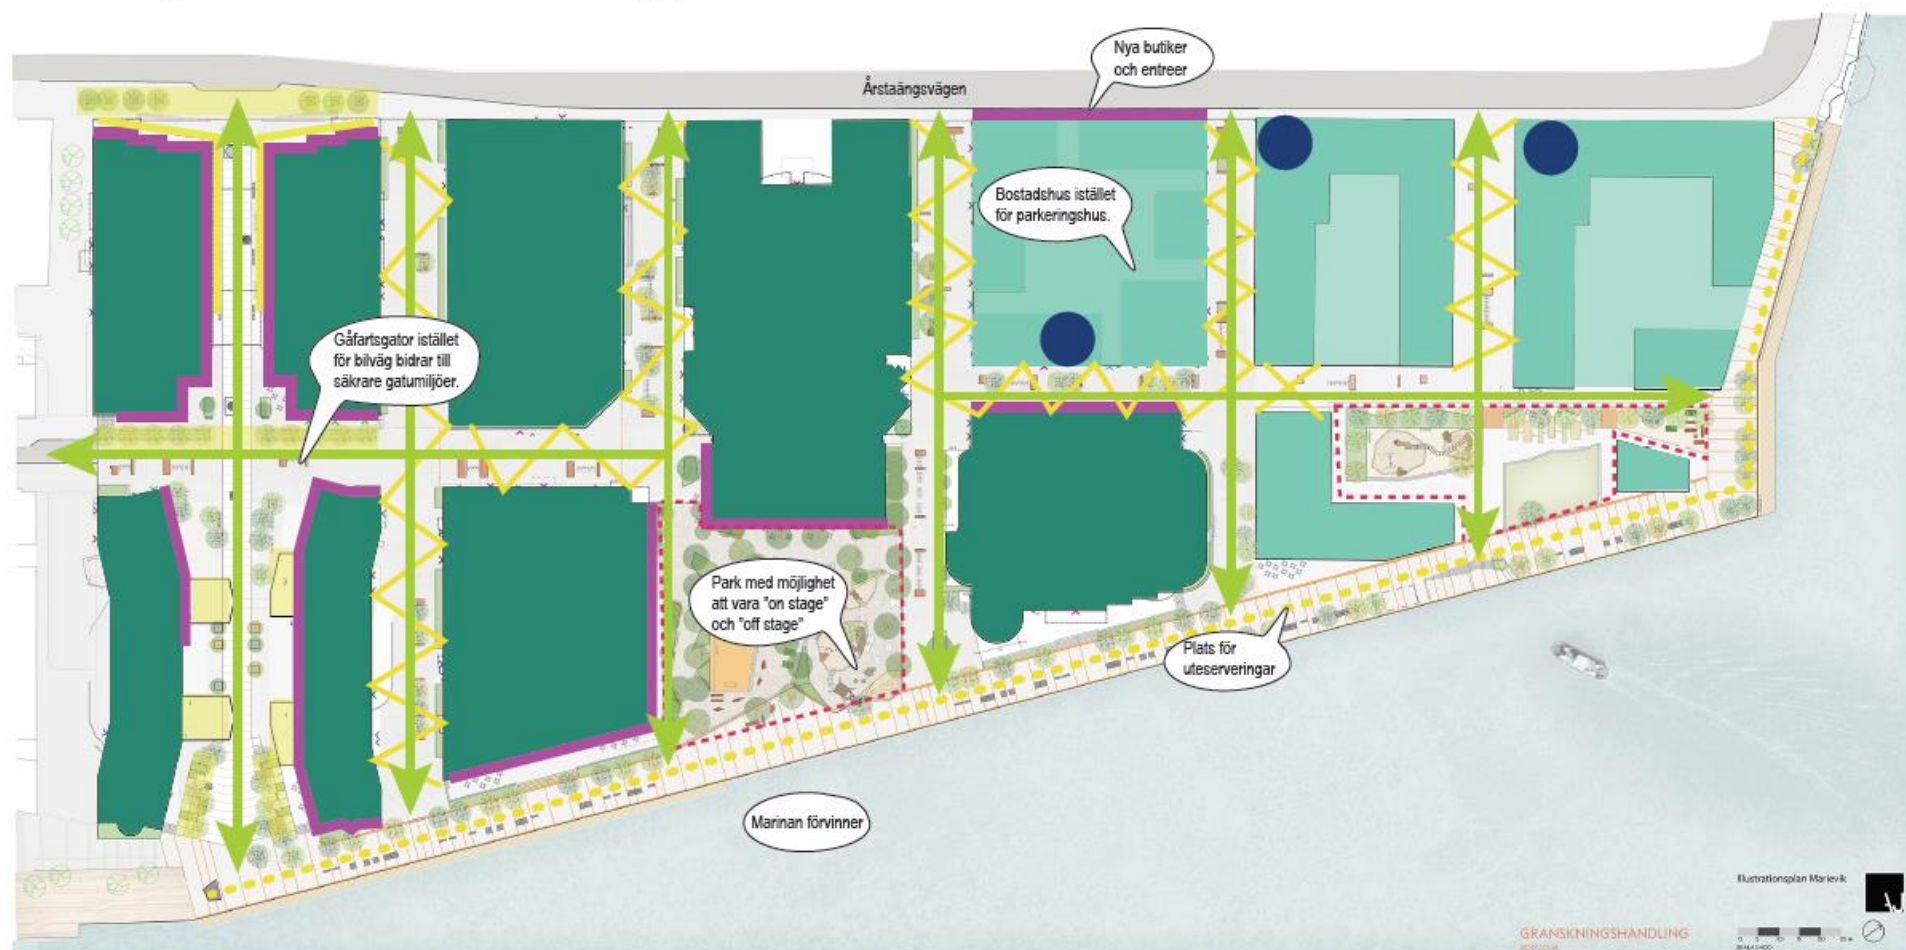 Nya butiker
och entreer
Årstaängsvägen
Bostadshus istället
för parkeringshus.
Gåfartsgator istället
för bilväg bidrar till
säkrare gatumiljöer.
Park med möjlighet
att vara "on stage"
och "off stage"
Plats för
uteserveringar
Marinan förvinner
Illustrationsplan Marievik
GRANSKNINGSHANDLING